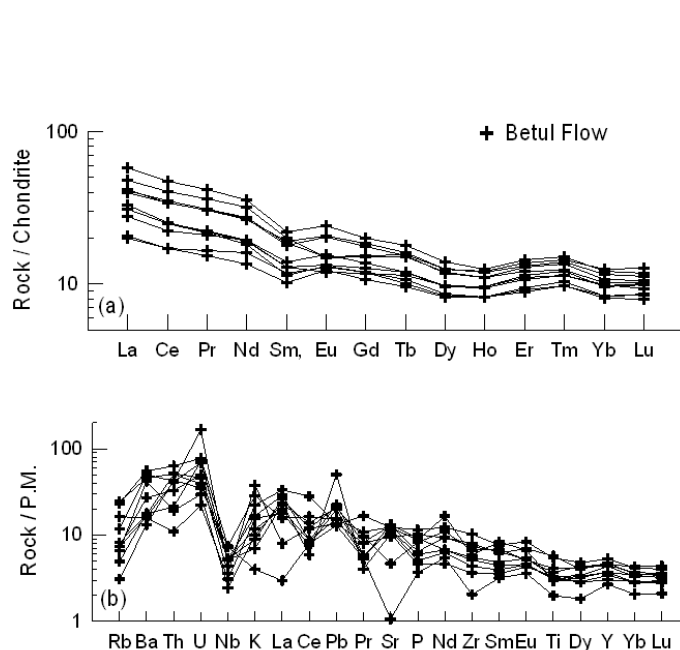 100
Betul Flow
Rock / Chondrite
10
(a)
La Ce Pr Nd Sm, Eu Gd Tb Dy Ho Er Tm Yb Lu
100
Rock / P.M.
10
(b)
1
Rb Ba Th U Nb K La Ce Pb Pr Sr P Nd Zr Sm Eu Ti Dy Y Yb Lu